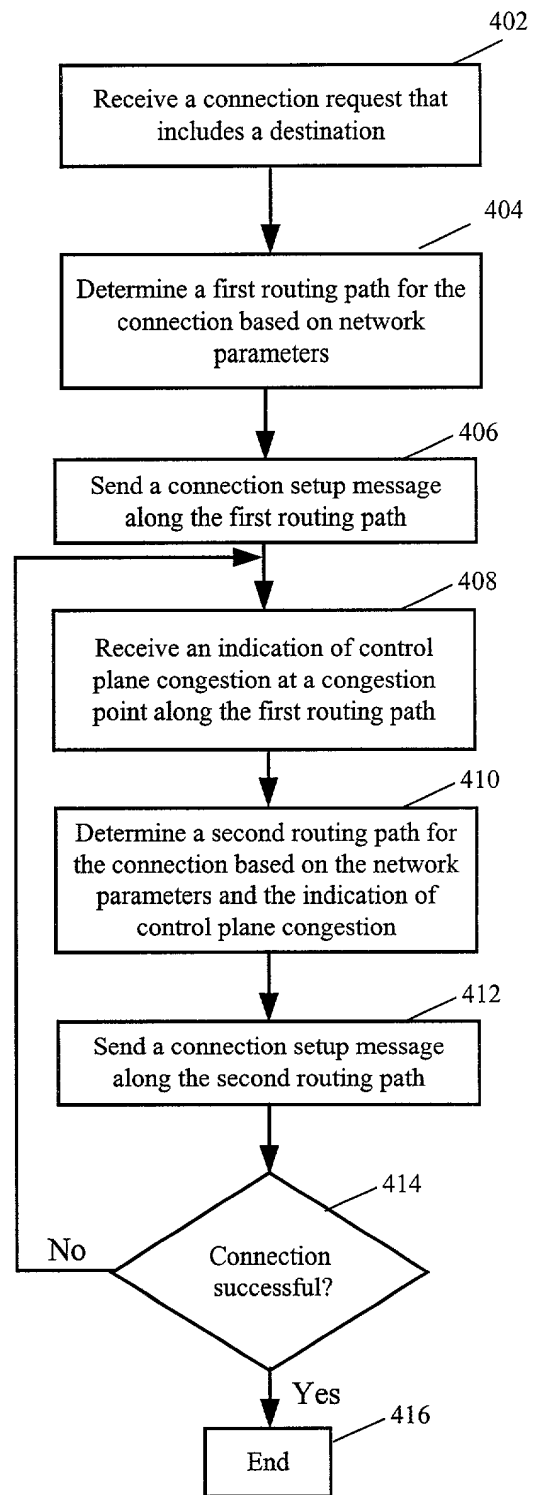 402
Receive a connection request that
includes a destination
404
Determine a first routing path for the
connection based on network
parameters
406
Send a connection setup message
along the first routing path
408
Receive an indication of control
plane congestion at a congestion
point along the first routing path
410
Determine a second routing path for
the connection based on the network
parameters and the indication of
control plane congestion
412
Send a connection setup message
along the second routing path
414
No
Connection
successful?
Yes
416
End